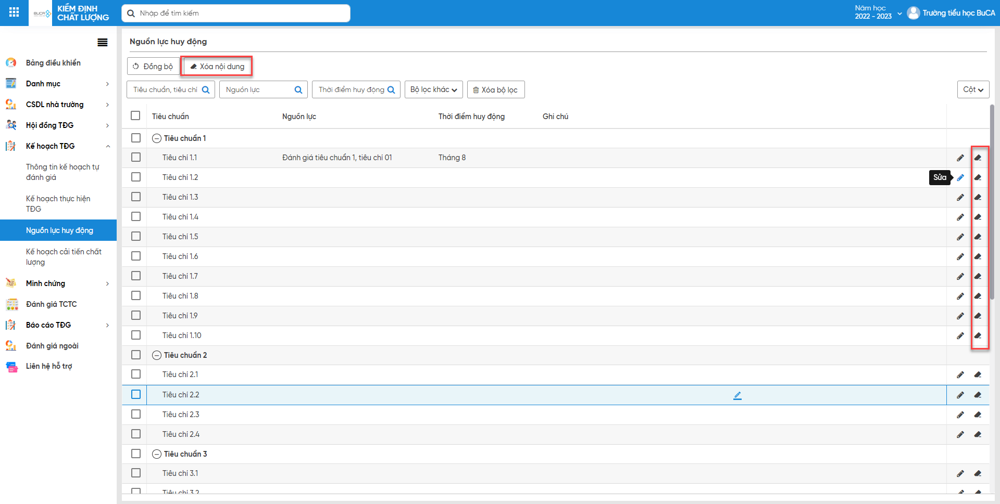 BUCA
KIỂM ĐỊNH
CHẤT LƯỢNG
Nhập để tìm kiếm
Năm học
2022 - 2023
Trường tiểu học BuCA
Bảng điều khiển
Danh mục
CSDL nhà trường
Hội đồng TĐG
Kế hoạch TĐG
Thông tin kế hoạch tự
đánh giá
Kế hoạch thực hiện
TĐG
Nguồn lực huy động
Kế hoạch cải tiến chất
lượng
Minh chứng
Đánh giá TCTC
Báo cáo TĐG
Đánh giá ngoài
Liên hệ hỗ trợ
Nguồn lực huy động
Đồng bộ
Xóa nội dung
Tiêu chuẩn, tiêu chí
Nguồn lực
Thời điểm huy động
Bộ lọc khác
Xóa bộ lọc
Cột
Tiêu chuẩn
Nguồn lực
Thời điểm huy động
Ghi chú
Tiêu chuẩn 1
Tiêu chí 1.1
Đánh giá tiêu chuẩn 1, tiêu chí 01
Tháng 8
Tiêu chí 1.2
Sửa
Tiêu chí 1.3
Tiêu chí 1.4
Tiêu chí 1.5
Tiêu chí 1.6
Tiêu chí 1.7
Tiêu chí 1.8
Tiêu chí 1.9
Tiêu chí 1.10
Tiêu chuẩn 2
Tiêu chí 2.1
Tiêu chí 2.2
Tiêu chí 2.3
Tiêu chí 2.4
Tiêu chuẩn 3
Tiêu chí 3.1
Tiêu chí 3.2